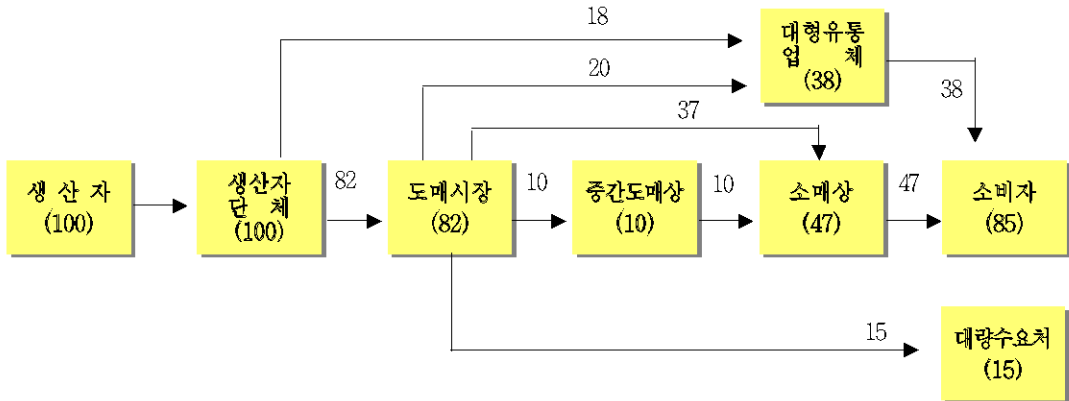 18
대형유통
업 체
(38)
20
38
37
생 산 자
(100)
생산자
단 체
(100)
82
도매시장
(82)
10
중간도매상
(10)
10
소매상
(47)
47
소비자
(85)
15
대량수요처
(15)